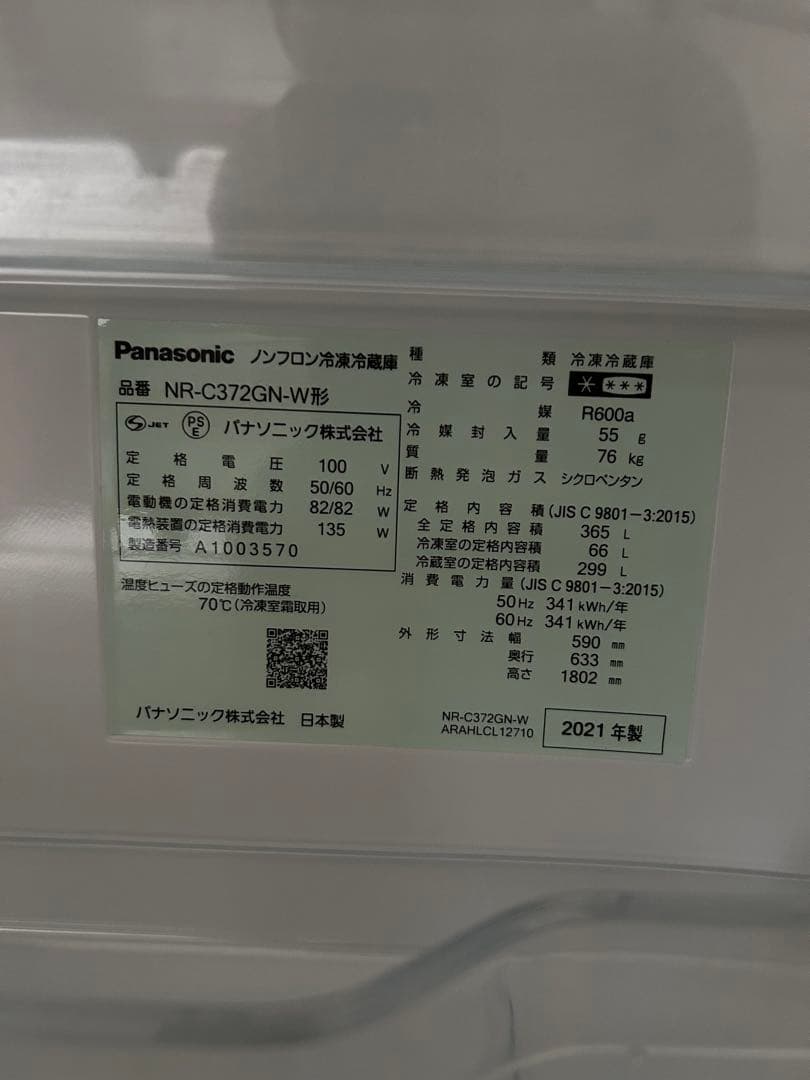 Panasonic ノンフロン冷凍冷蔵庫
品番 NR-C372GN-W形
JET PS E パナソニック株式会社
定格電圧 100 V
定格周波数 50/60 Hz
電動機の定格消費電力 82/82 W
電熱装置の定格消費電力 135 W
製造番号 A1003570
温度ヒューズの定格動作温度
70℃(冷凍室霜取用)
パナソニック株式会社 日本製
種類 冷凍冷蔵庫
冷凍室の記号 * ***
冷媒 R600a
冷媒封入量 55 g
質量 76 kg
断熱発泡ガス シクロペンタン
定格内容積(JIS C 9801-3:2015)
全定格内容積 365 L
冷凍室の定格内容積 66 L
冷蔵室の定格内容積 299 L
消費電力量(JIS C 9801-3:2015)
50Hz 341kWh/年
60Hz 341kWh/年
外形寸法 幅 590 mm
奥行 633 mm
高さ 1802 mm
NR-C372GN-W
ARAHLCL12710
2021年製